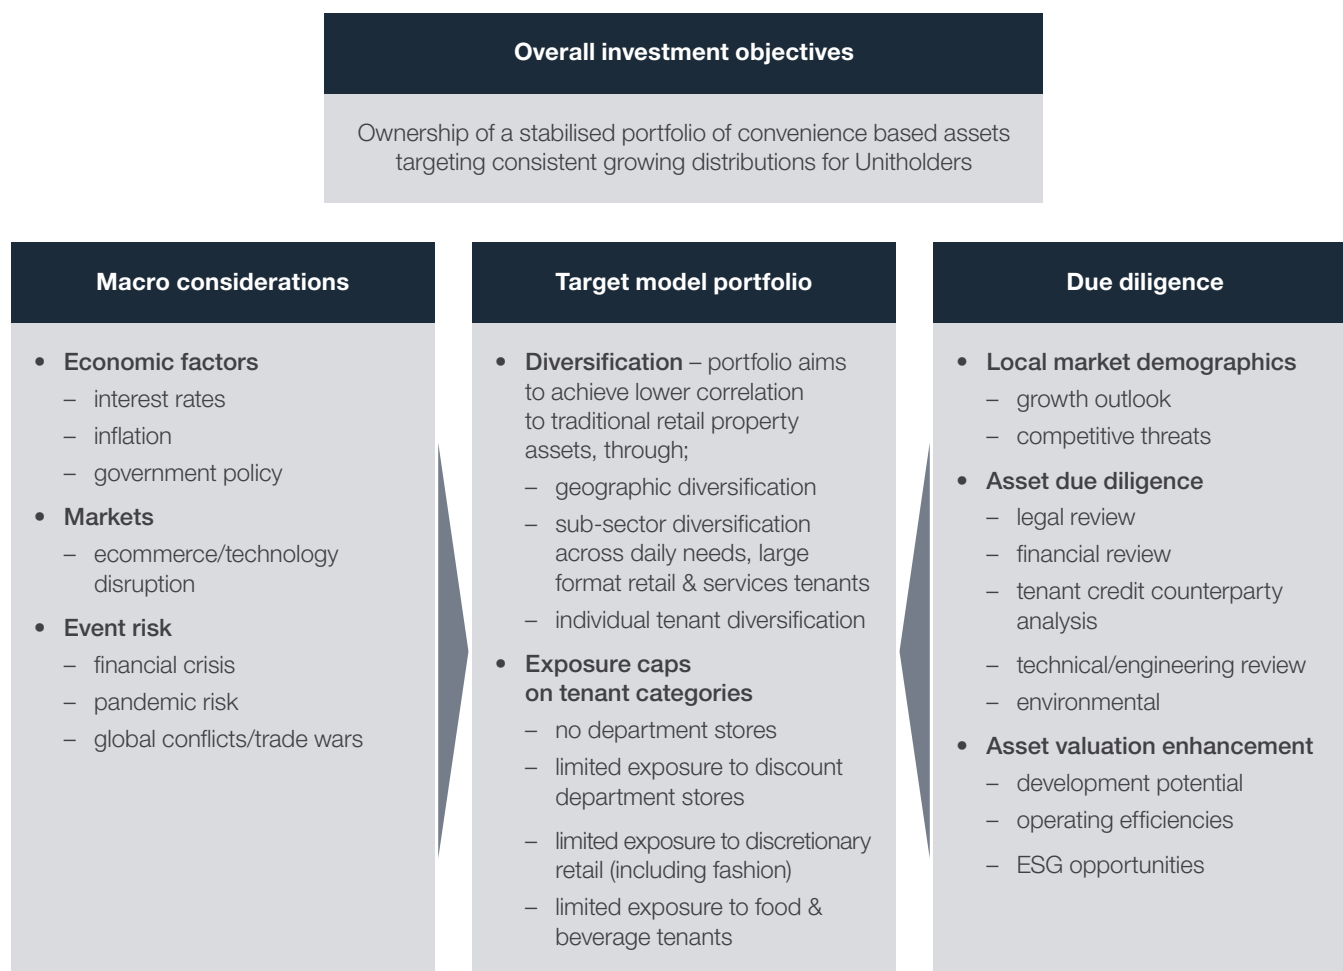 Overall investment objectives
Ownership of a stabilised portfolio of convenience based assets
targeting consistent growing distributions for Unitholders
Macro considerations
• Economic factors
– interest rates
– inflation
– government policy
• Markets
– ecommerce/technology
disruption
• Event risk
– financial crisis
– pandemic risk
– global conflicts/trade wars
Target model portfolio
• Diversification – portfolio aims
to achieve lower correlation
to traditional retail property
assets, through;
– geographic diversification
– sub-sector diversification
across daily needs, large
format retail & services tenants
– individual tenant diversification
• Exposure caps
on tenant categories
– no department stores
– limited exposure to discount
department stores
– limited exposure to discretionary
retail (including fashion)
– limited exposure to food &
beverage tenants
Due diligence
• Local market demographics
– growth outlook
– competitive threats
• Asset due diligence
– legal review
– financial review
– tenant credit counterparty
analysis
– technical/engineering review
– environmental
• Asset valuation enhancement
– development potential
– operating efficiencies
– ESG opportunities